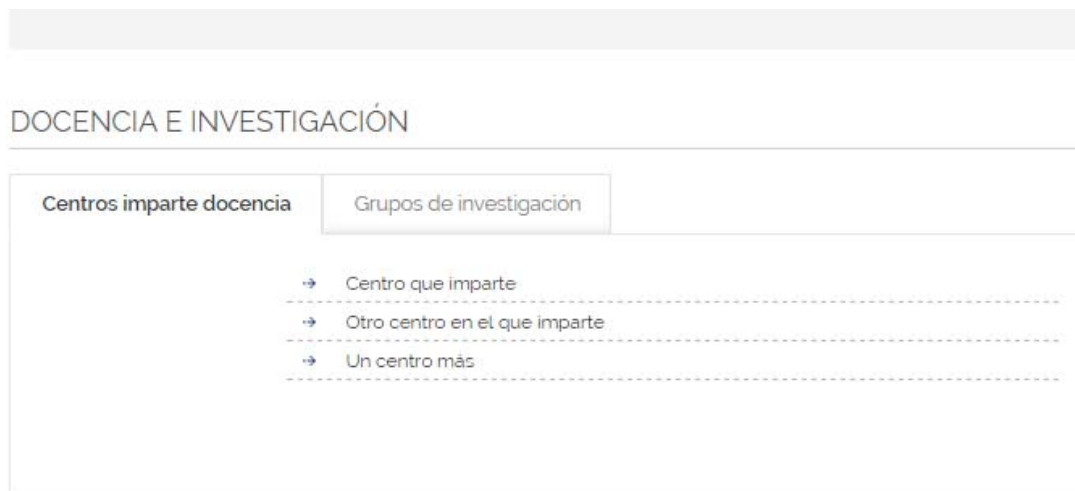 DOCENCIA E INVESTIGACIÓN
Centros imparte docencia
Grupos de investigación
Centro que imparte
Otro centro en el que imparte
Un centro más